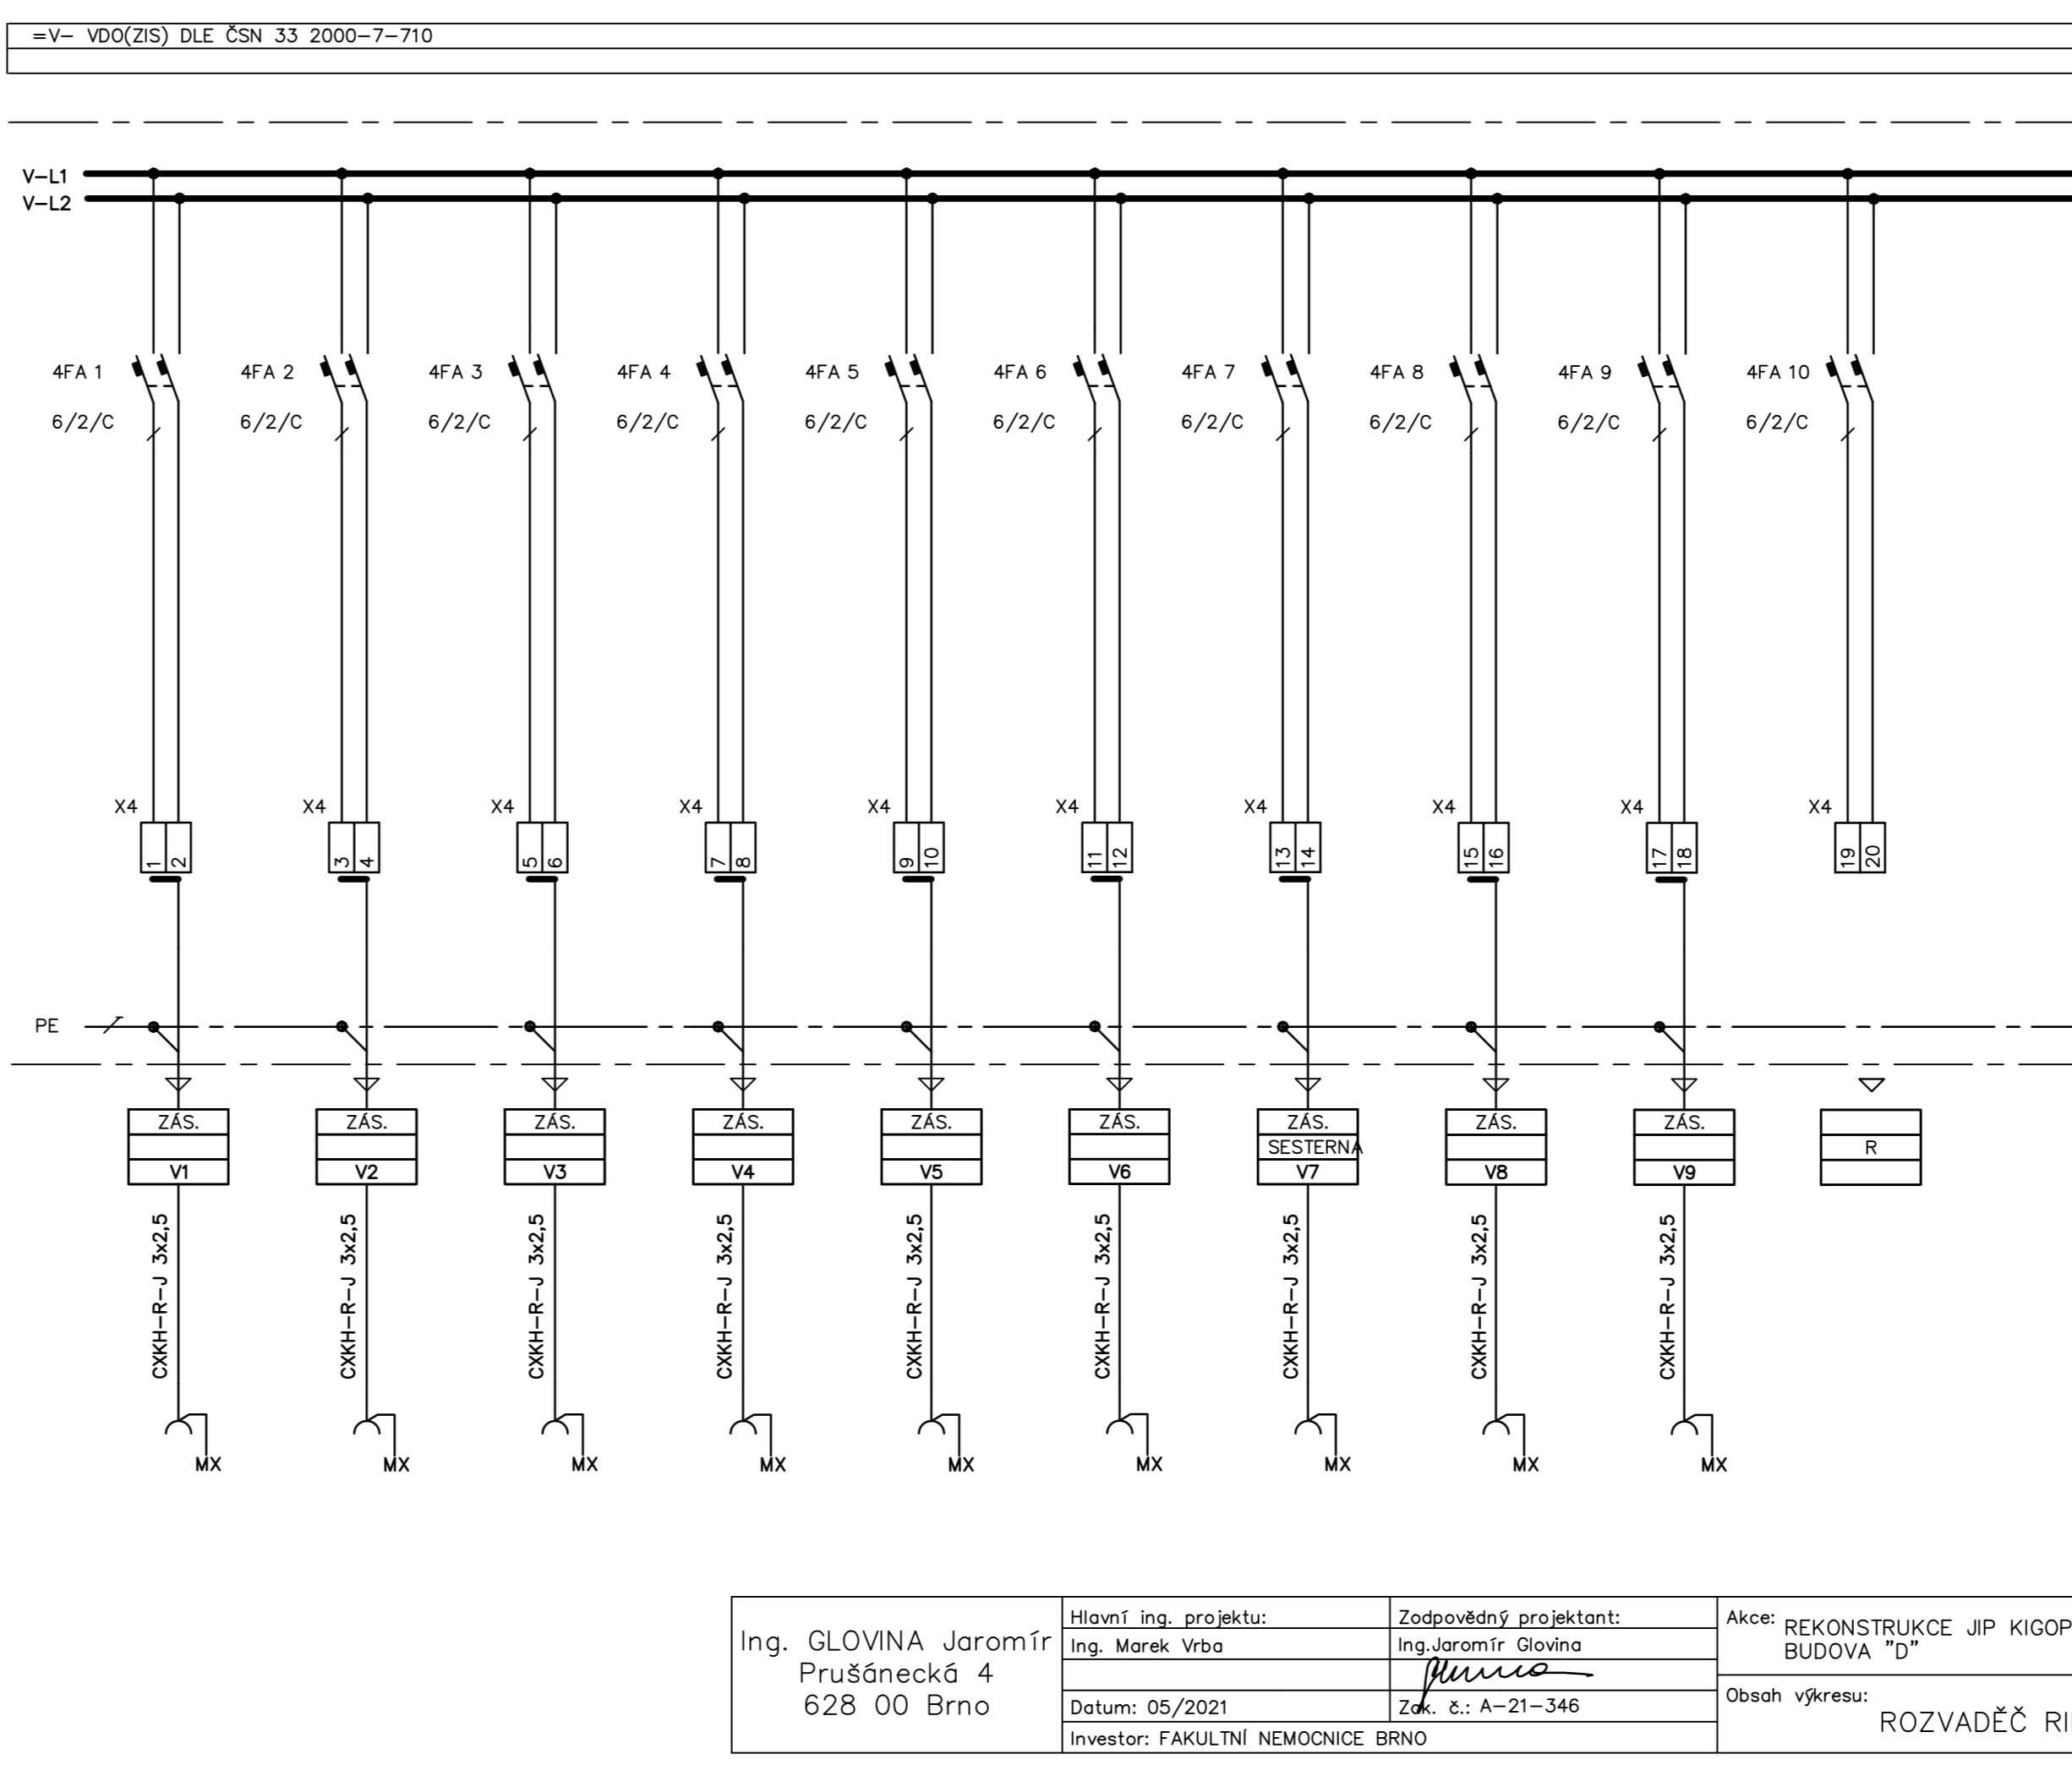 =V- VDO(ZIS) DLE ČSN 33 2000-7-710
V-L1
V-L2
4FA 1 4FA 2 4FA 3 4FA 4 4FA 5 4FA 6 4FA 7 4FA 8 4FA 9 4FA 10
6/2/C 6/2/C 6/2/C 6/2/C 6/2/C 6/2/C 6/2/C 6/2/C 6/2/C 6/2/C
X4 X4 X4 X4 X4 X4 X4 X4 X4 X4
1 2 3 4 5 6 7 8 9 10 11 12 13 14 15 16 17 18 19 20
PE
ZÁS. ZÁS. ZÁS. ZÁS. ZÁS. ZÁS. ZÁS. ZÁS. ZÁS.
SESTERNA R
V1 V2 V3 V4 V5 V6 V7 V8 V9
CXKH-R-J 3x2,5 CXKH-R-J 3x2,5 CXKH-R-J 3x2,5 CXKH-R-J 3x2,5 CXKH-R-J 3x2,5 CXKH-R-J 3x2,5 CXKH-R-J 3x2,5 CXKH-R-J 3x2,5 CXKH-R-J 3x2,5
MX MX MX MX MX MX MX MX MX
Ing. GLOVINA Jaromír
Prušánecká 4
628 00 Brno
Hlavní ing. projektu:
Ing. Marek Vrba
Datum: 05/2021
Investor: FAKULTNÍ NEMOCNICE BRNO
Zodpovědný projektant:
Ing.Jaromír Glovina
Zak. č.: A-21-346
Akce: REKONSTRUKCE JIP KIGOP
BUDOVA "D"
Obsah výkresu:
ROZVADĚČ